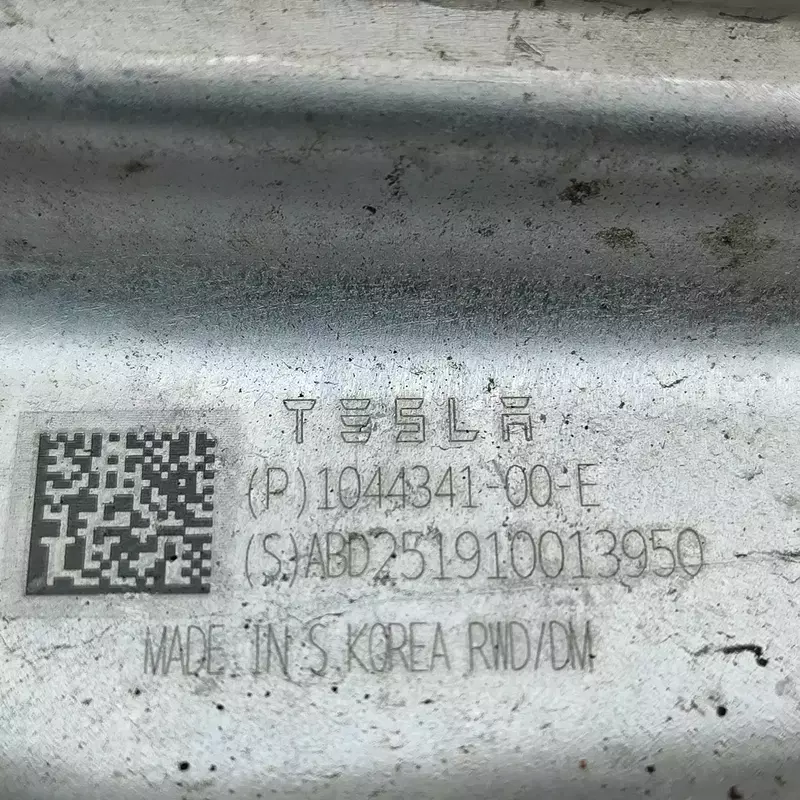 TESLA
(P)1044341-00-E
(S)ABD251910013950
MADE IN S KOREA RWD/DM